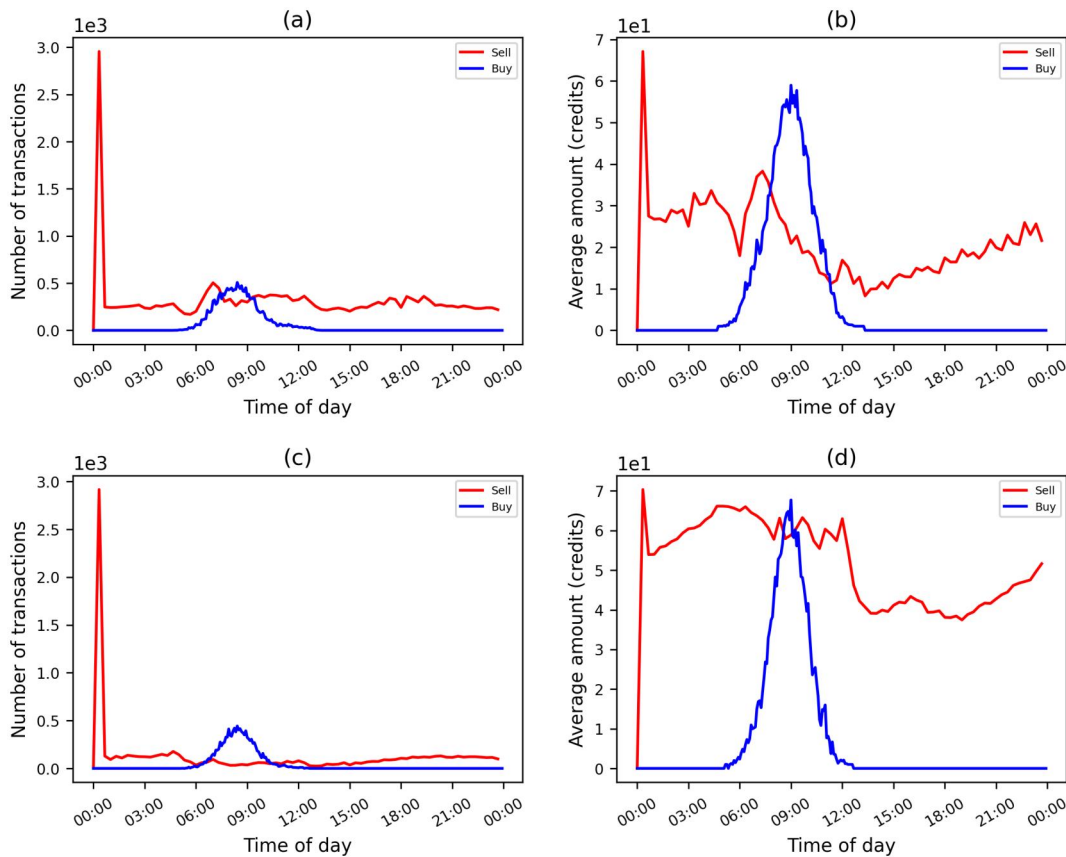 (a)
1e3
Number of transactions
3.0
2.5
2.0
1.5
1.0
0.5
0.0
Sell
Buy
00:00 03:00 06:00 09:00 12:00 15:00 18:00 21:00 00:00
Time of day
(b)
1e1
Average amount (credits)
7
6
5
4
3
2
1
0
Sell
Buy
00:00 03:00 06:00 09:00 12:00 15:00 18:00 21:00 00:00
Time of day
(c)
1e3
Number of transactions
3.0
2.5
2.0
1.5
1.0
0.5
0.0
Sell
Buy
00:00 03:00 06:00 09:00 12:00 15:00 18:00 21:00 00:00
Time of day
(d)
1e1
Average amount (credits)
7
6
5
4
3
2
1
0
Sell
Buy
00:00 03:00 06:00 09:00 12:00 15:00 18:00 21:00 00:00
Time of day